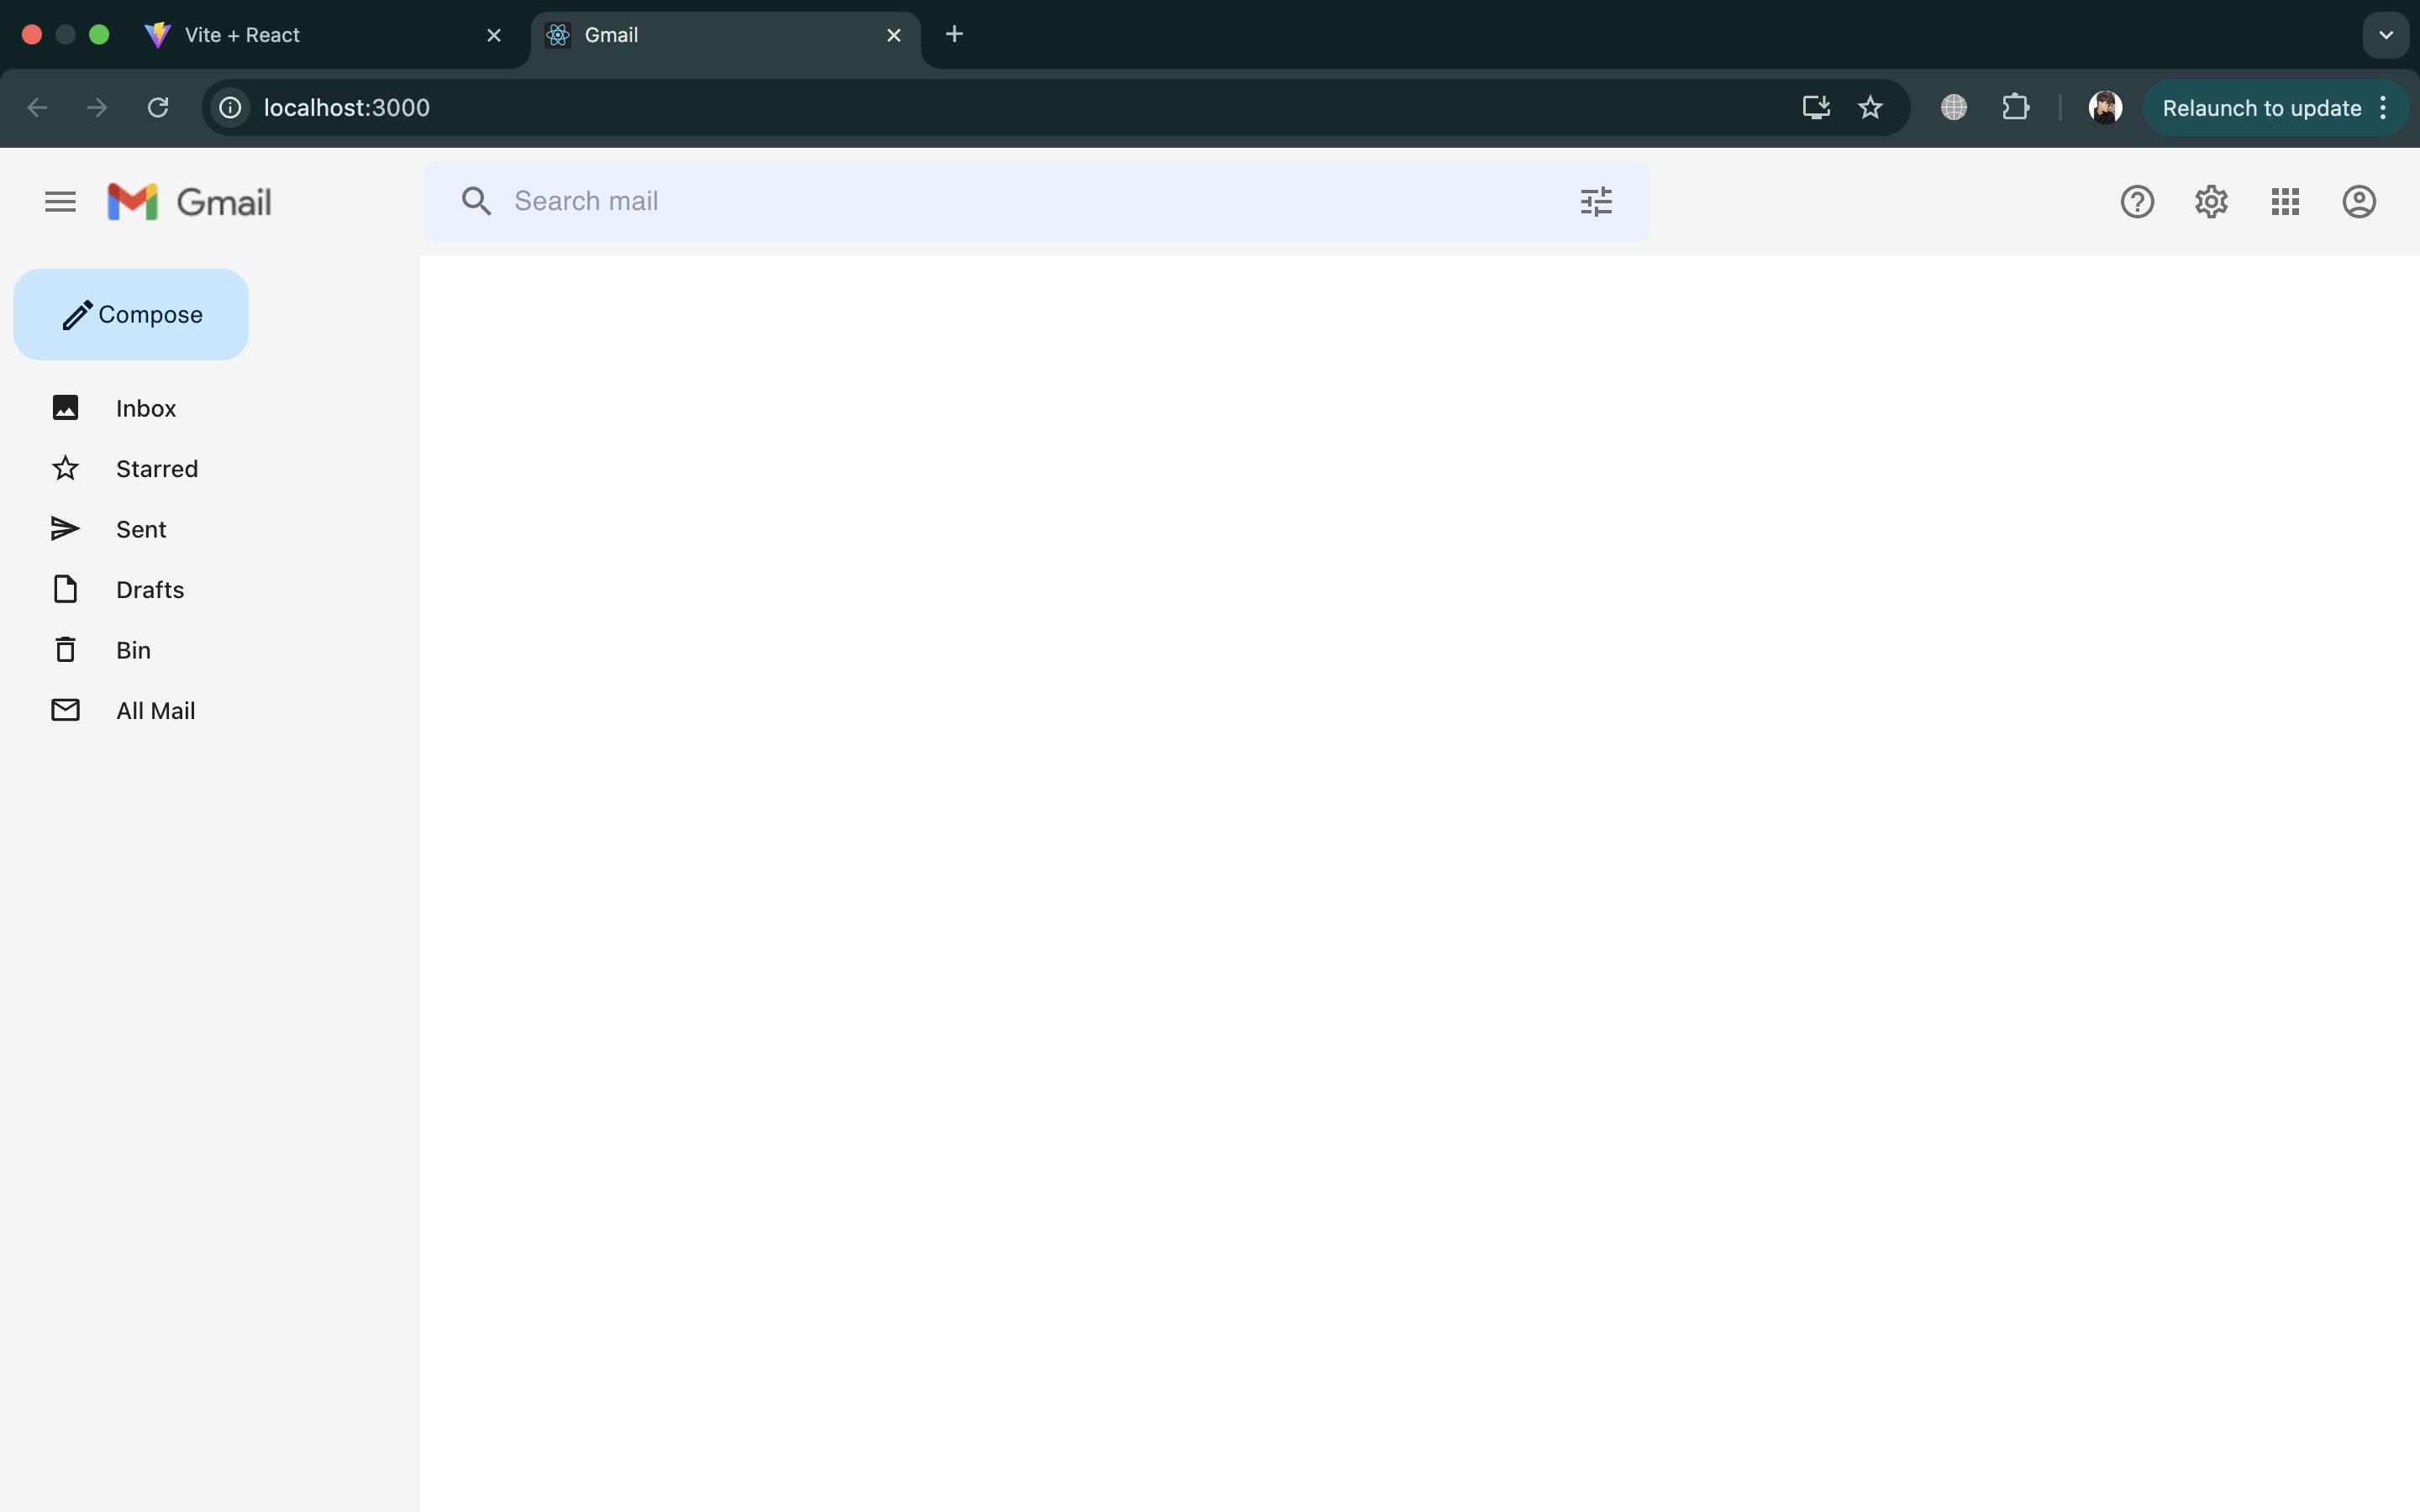 Vite + React
Gmail
localhost:3000
Relaunch to update
Gmail
Search mail
Compose
Inbox
Starred
Sent
Drafts
Bin
All Mail